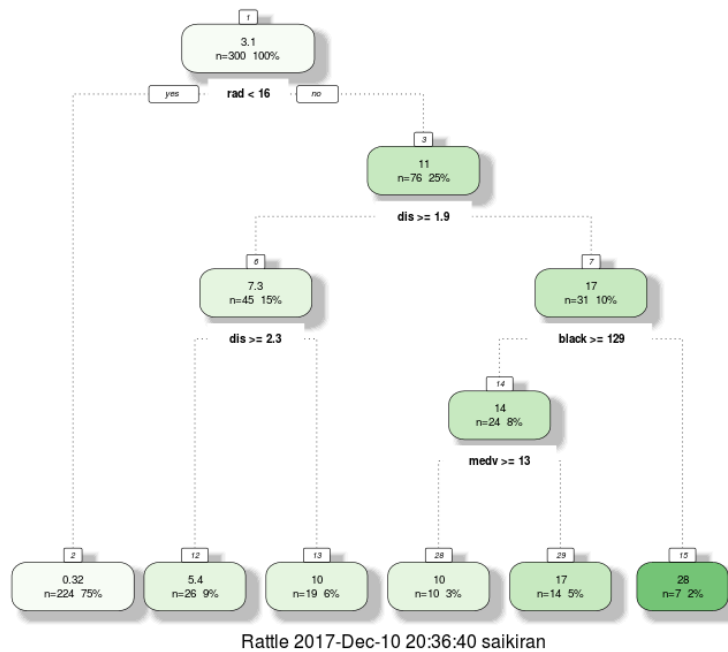 1
3.1
n=300 100%
yes rad < 16 no
3
11
n=76 25%
dis >= 1.9
6
7.3
n=45 15%
7
17
n=31 10%
dis >= 2.3
black >= 129
14
14
n=24 8%
medv >= 13
2
0.32
n=224 75%
12
5.4
n=26 9%
13
10
n=19 6%
28
10
n=10 3%
29
17
n=14 5%
15
28
n=7 2%
Rattle 2017-Dec-10 20:36:40 saikiran